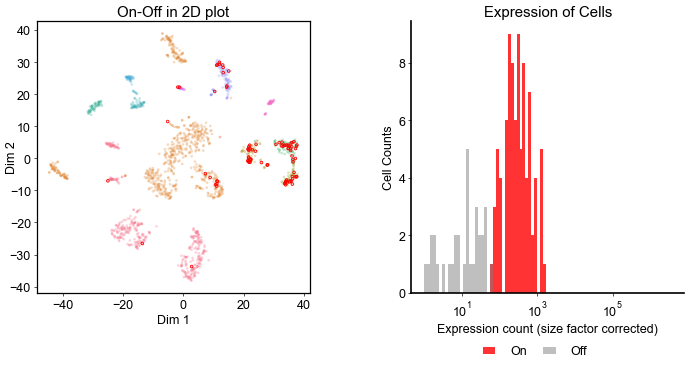 On-Off in 2D plot
40
30
20
10
0
−10
−20
−30
−40
Dim 2
−40 −20 0 20 40
Dim 1
Expression of Cells
8
6
4
2
0
Cell Counts
10^1 10^3 10^5
Expression count (size factor corrected)
On Off